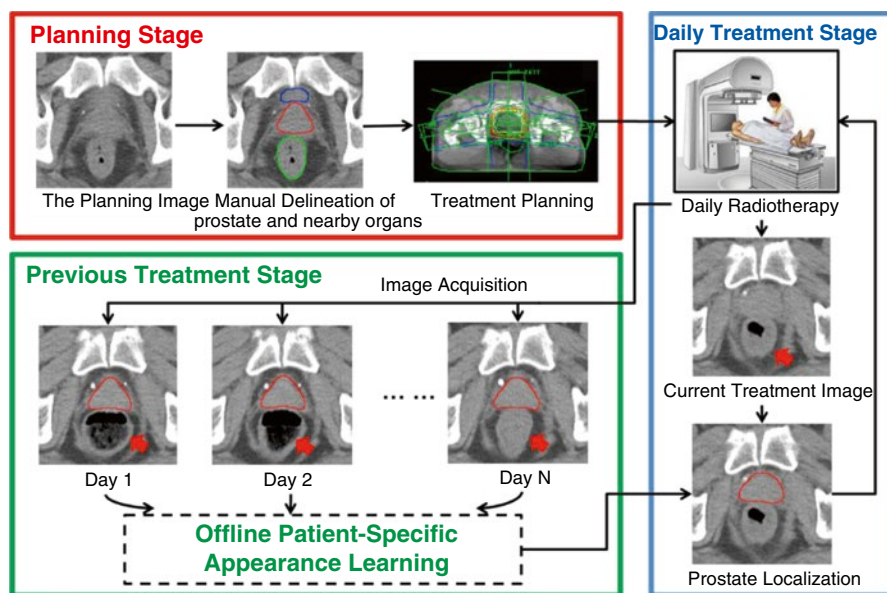 Planning Stage
The Planning Image Manual Delineation of
prostate and nearby organs
Treatment Planning
Daily Treatment Stage
Daily Radiotherapy
Current Treatment Image
Prostate Localization
Previous Treatment Stage
Image Acquisition
... ...
Day 1
Day 2
Day N
Offline Patient-Specific
Appearance Learning